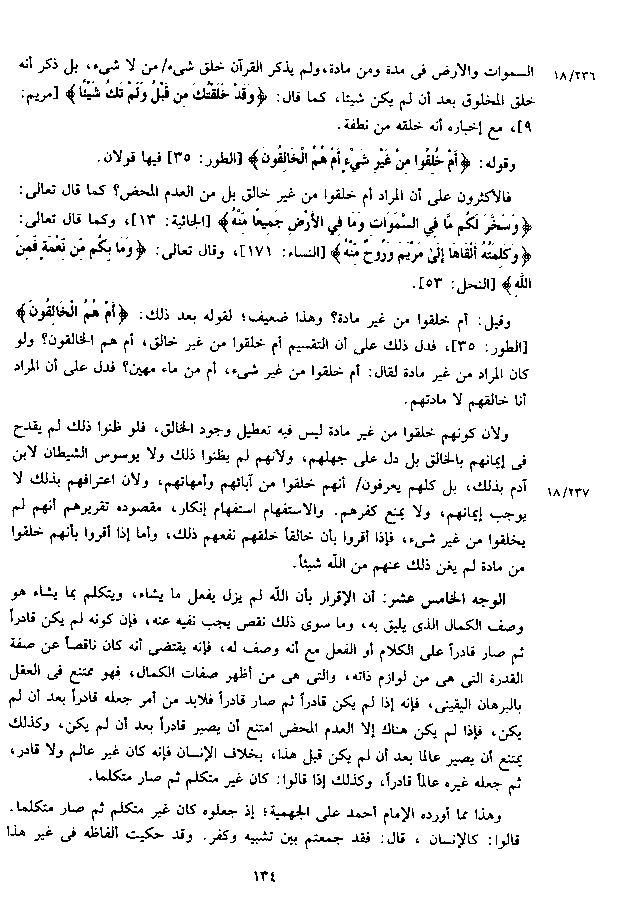 السموات والأرض فى مدة ومن مادة،ولم يذكر القرآن خلق شىء/من لا شىء، بل ذكر أنه ١٨/٢٣٦
خلق المخلوق بعد أن لم يكن شيئا، كما قال: ﴿وَقَدْ خَلَقْتُكَ مِن قَبْلُ وَلَمْ تَكُ شَيْئًا﴾ [مريم:
٩]، مع إخباره أنه خلقه من نطفة.
وقوله: ﴿أَمْ خُلِقُوا مِنْ غَيْرِ شَيْءٍ أَمْ هُمُ الْخَالِقُونَ﴾ [الطور: ٣٥] فيها قولان.
فالأكثرون على أن المراد أم خلقوا من غير خالق بل من العدم المحض؟ كما قال تعالى:
﴿وَسَخَّرَ لَكُم مَّا فِي السَّمَوَاتِ وَمَا فِي الأَرْضِ جَمِيعًا مِّنْهُ﴾ [الجاثية: ١٣]، وكما قال تعالى:
﴿وَكَلِمَتُهُ أَلْقَاهَا إِلَىٰ مَرْيَمَ وَرُوحٌ مِّنْهُ﴾ [النساء: ١٧١]، وقال تعالى: ﴿وَمَا بِكُم مِّن نِّعْمَةٍ فَمِنَ
اللَّهِ﴾ [النحل: ٥٣].
وقيل: أم خلقوا من غير مادة؟ وهذا ضعيف؛ لقوله بعد ذلك: ﴿أَمْ هُمُ الْخَالِقُونَ﴾
[الطور: ٣٥]، فدل ذلك على أن التقسيم أم خلقوا من غير خالق، أم هم الخالقون؟ ولو
كان المراد من غير مادة لقال: أم خلقوا من غير شىء، أم من ماء مهين؟ فدل على أن المراد
أنا خالقهم لا مادتهم.
ولأن كونهم خلقوا من غير مادة ليس فيه تعطيل وجود الخالق، فلو ظنوا ذلك لم يقدح
فى إيمانهم بالخالق بل دل على جهلهم، ولأنهم لم يظنوا ذلك ولا يوسوس الشيطان لابن
آدم بذلك، بل كلهم يعرفون/ أنهم خلقوا من آبائهم وأمهاتهم، ولأن اعترافهم بذلك لا ١٨/٢٣٧
يوجب إيمانهم، ولا يمنع كفرهم. والاستفهام استفهام إنكار، مقصوده تقريرهم أنهم لم
يخلقوا من غير شىء، فإذا أقروا بأن خالقاً خلقهم نفعهم ذلك، وأما إذا أقروا بأنهم خلقوا
من مادة لم يغن ذلك عنهم من الله شيئاً.
الوجه الخامس عشر: أن الإقرار بأن الله لم يزل يفعل ما يشاء، ويتكلم بما يشاء هو
وصف الكمال الذى يليق به، وما سوى ذلك نقص يجب نفيه عنه، فإن كونه لم يكن قادراً
ثم صار قادراً على الكلام أو الفعل مع أنه وصف له، فإنه يقتضى أنه كان ناقصاً عن صفة
القدرة التى هى من لوازم ذاته، والتى هى من أظهر صفات الكمال، فهو ممتنع فى العقل
بالبرهان اليقينى، فإنه إذا لم يكن قادراً ثم صار قادراً فلابد من أمر جعله قادراً بعد أن لم
يكن، فإذا لم يكن هناك إلا العدم المحض امتنع أن يصير قادراً بعد أن لم يكن، وكذلك
يمتنع أن يصير عالما بعد أن لم يكن قبل هذا، بخلاف الإنسان فإنه كان غير عالم ولا قادر،
ثم جعله غيره عالماً قادراً، وكذلك إذا قالوا: كان غير متكلم ثم صار متكلما.
وهذا مما أورده الإمام أحمد على الجهمية؛ إذ جعلوه كان غير متكلم ثم صار متكلما.
قالوا: كالإنسان ، قال: فقد جمعتم بين تشبيه وكفر. وقد حكيت ألفاظه فى غير هذا
١٣٤